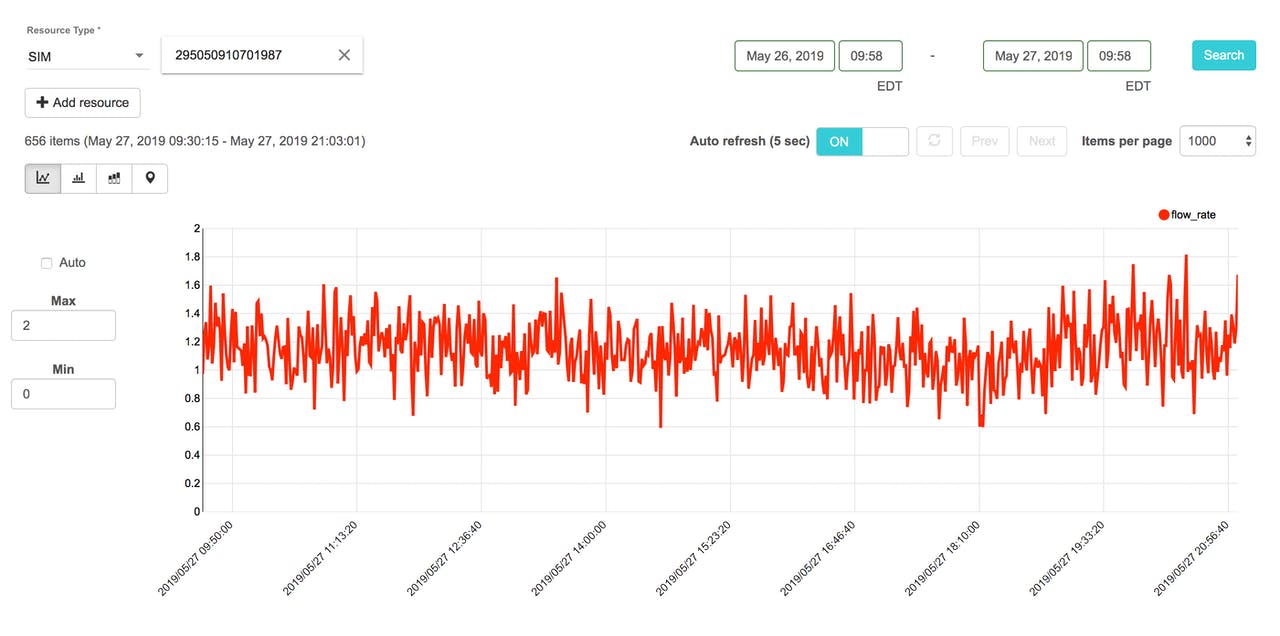 Resource Type *
SIM
295050910701987
May 26, 2019 09:58 - May 27, 2019 09:58 Search
EDT EDT
Add resource
656 items (May 27, 2019 09:30:15 - May 27, 2019 21:03:01)
Auto refresh (5 sec) ON Prev Next Items per page 1000
flow_rate
Auto
Max
2
Min
0
2
1.8
1.6
1.4
1.2
1
0.8
0.6
0.4
0.2
0
2019/05/27 09:50:00
2019/05/27 11:13:20
2019/05/27 12:36:40
2019/05/27 14:00:00
2019/05/27 15:23:20
2019/05/27 16:46:40
2019/05/27 18:10:00
2019/05/27 19:33:20
2019/05/27 20:56:40